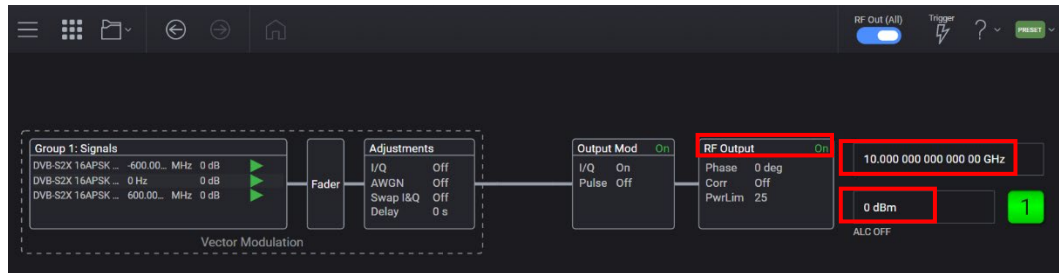 RF Out (All)
Trigger
?
PRESET
Group 1: Signals
DVB-S2X 16APSK ... -600.00... MHz 0 dB
DVB-S2X 16APSK ... 0 Hz 0 dB
DVB-S2X 16APSK ... 600.00... MHz 0 dB
Vector Modulation
Fader
Adjustments
I/Q Off
AWGN Off
Swap I&Q Off
Delay 0 s
Output Mod On
I/Q On
Pulse Off
RF Output On
Phase 0 deg
Corr Off
PwrLim 25
10.000 000 000 000 00 GHz
0 dBm
1
ALC OFF